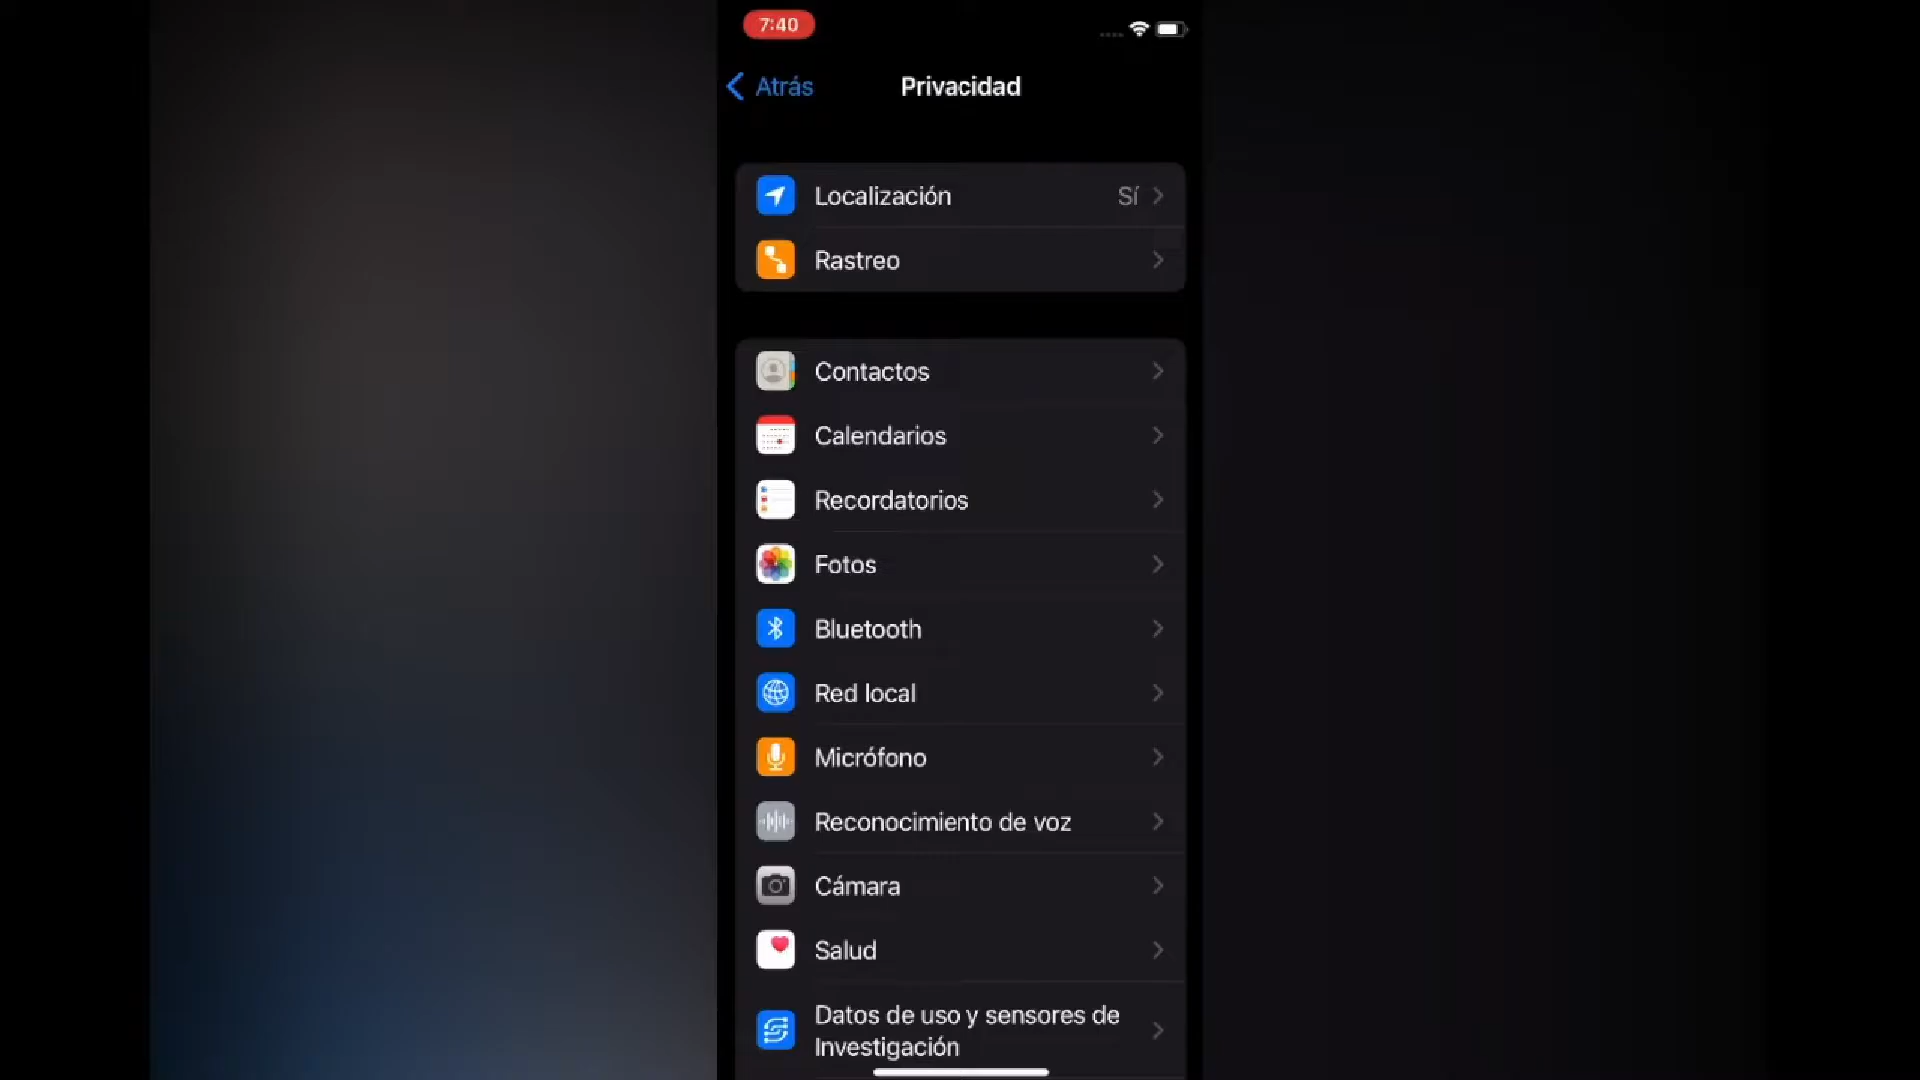 7:40
Atrás
Privacidad
Localización Sí
Rastreo
Contactos
Calendarios
Recordatorios
Fotos
Bluetooth
Red local
Micrófono
Reconocimiento de voz
Cámara
Salud
Datos de uso y sensores de
Investigación